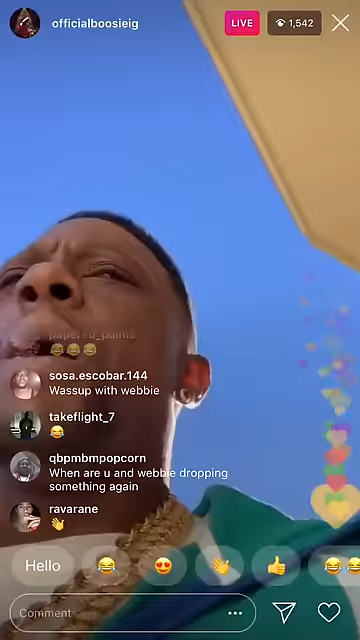 officialboosieig
LIVE
1,542
papered_palms
😂😂😂
sosa.escobar.144
Wassup with webbie
takeflight_7
😂
qbpmbmpopcorn
When are u and webbie dropping
something again
ravarane
👋
Hello 😂 😍 👋 👍 😂😂
Comment